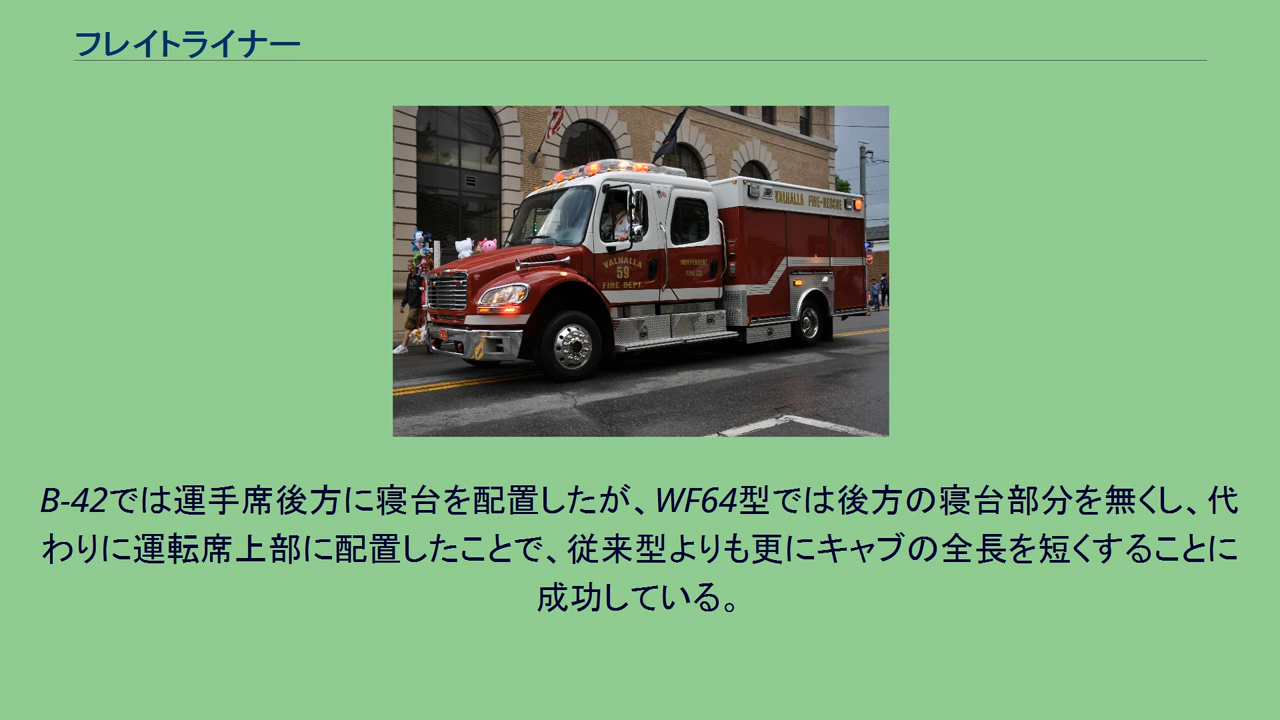 フレイトライナー
VALHALLA FIRE-RESCUE
VALHALLA
59
FIRE DEPT.
INDEPENDENT
FIRE CO.
B-42では運手席後方に寝台を配置したが、WF64型では後方の寝台部分を無くし、代
わりに運転席上部に配置したことで、従来型よりも更にキャブの全長を短くすることに
成功している。